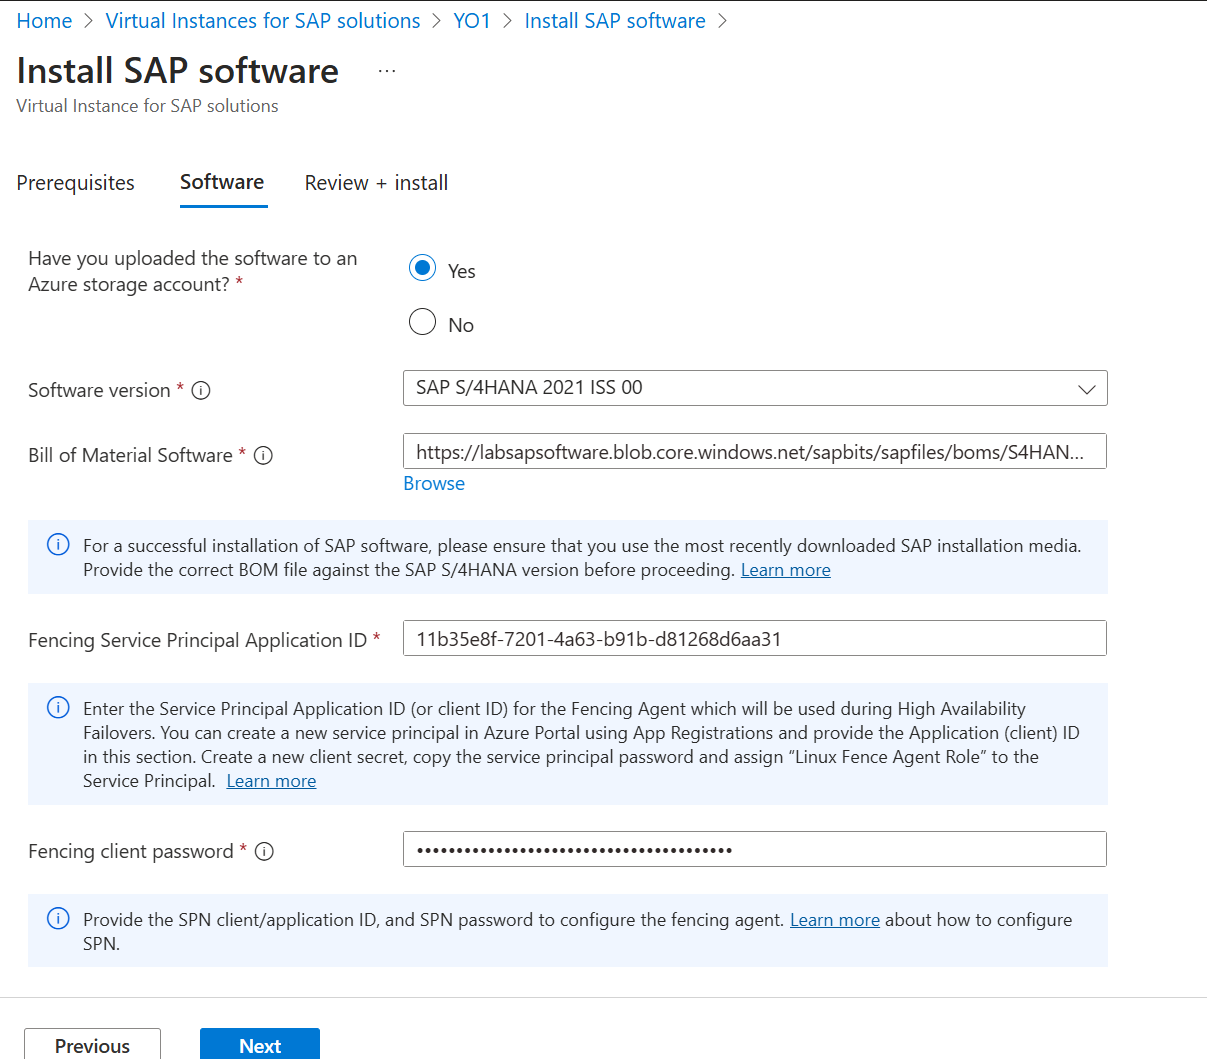 Home > Virtual Instances for SAP solutions > YO1 > Install SAP software >
Install SAP software ...
Virtual Instance for SAP solutions
Prerequisites Software Review + install
Have you uploaded the software to an
Azure storage account? *
Yes
No
Software version * SAP S/4HANA 2021 ISS 00
Bill of Material Software * https://labsapsoftware.blob.core.windows.net/sapbits/sapfiles/boms/S4HAN...
Browse
For a successful installation of SAP software, please ensure that you use the most recently downloaded SAP installation media.
Provide the correct BOM file against the SAP S/4HANA version before proceeding. Learn more
Fencing Service Principal Application ID * 11b35e8f-7201-4a63-b91b-d81268d6aa31
Enter the Service Principal Application ID (or client ID) for the Fencing Agent which will be used during High Availability
Failovers. You can create a new service principal in Azure Portal using App Registrations and provide the Application (client) ID
in this section. Create a new client secret, copy the service principal password and assign “Linux Fence Agent Role” to the
Service Principal. Learn more
Fencing client password *
Provide the SPN client/application ID, and SPN password to configure the fencing agent. Learn more about how to configure
SPN.
Previous Next